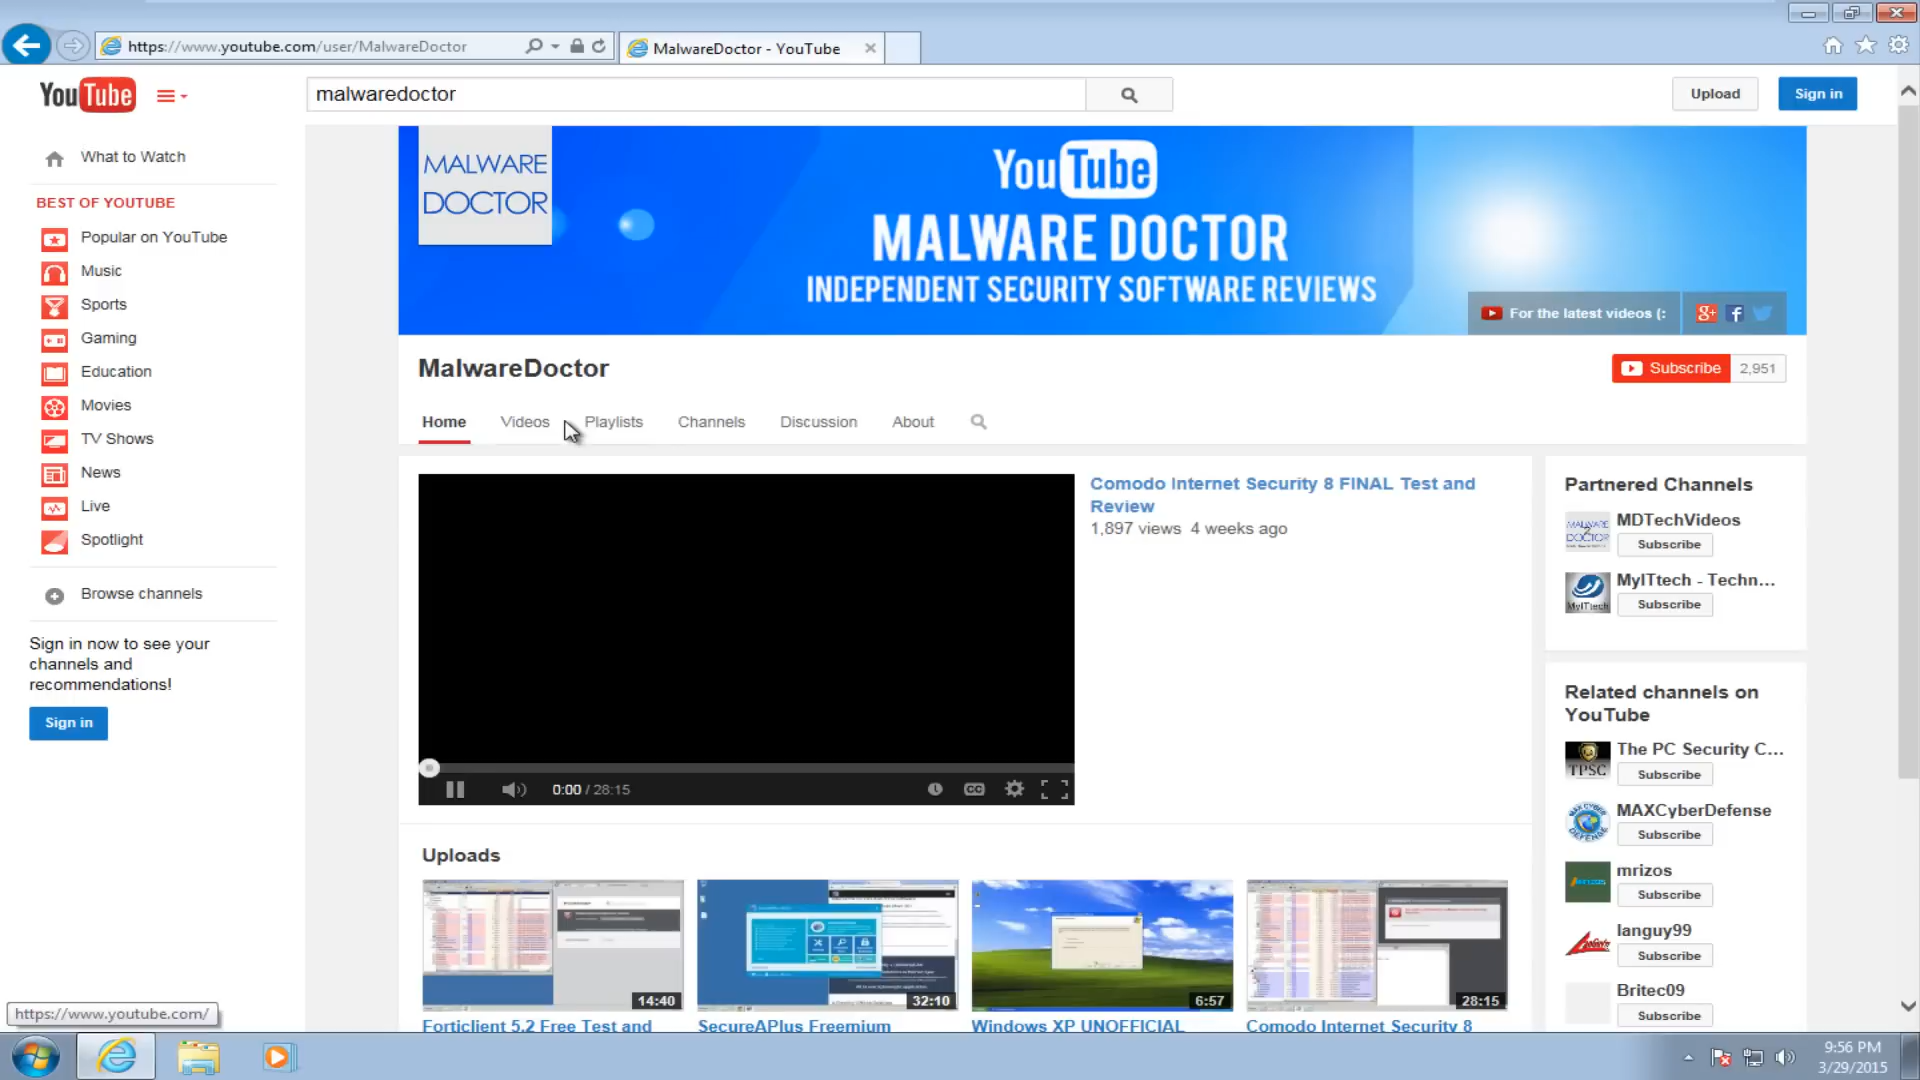 https://www.youtube.com/user/MalwareDoctor
MalwareDoctor - YouTube
YouTube
malwaredoctor
Upload
Sign in
What to Watch
BEST OF YOUTUBE
Popular on YouTube
Music
Sports
Gaming
Education
Movies
TV Shows
News
Live
Spotlight
Browse channels
Sign in now to see your
channels and
recommendations!
Sign in
MALWARE
DOCTOR
YouTube
MALWARE DOCTOR
INDEPENDENT SECURITY SOFTWARE REVIEWS
For the latest videos (:
MalwareDoctor
Subscribe 2,951
Home Videos Playlists Channels Discussion About
Comodo Internet Security 8 FINAL Test and
Review
1,897 views 4 weeks ago
0:00 / 28:15
CC
Partnered Channels
MALWARE
2
DOCTOR
MDTechVideos
Subscribe
MyITtech
MyITtech - Techn...
Subscribe
Related channels on
YouTube
TPSC
The PC Security C...
Subscribe
MAXCyberDefense
Subscribe
mrizos
Subscribe
languy99
Subscribe
Britec09
Subscribe
Uploads
14:40
32:10
6:57
28:15
Forticlient 5.2 Free Test and
SecureAPlus Freemium
Windows XP UNOFFICIAL
Comodo Internet Security 8
https://www.youtube.com/
9:56 PM
3/29/2015